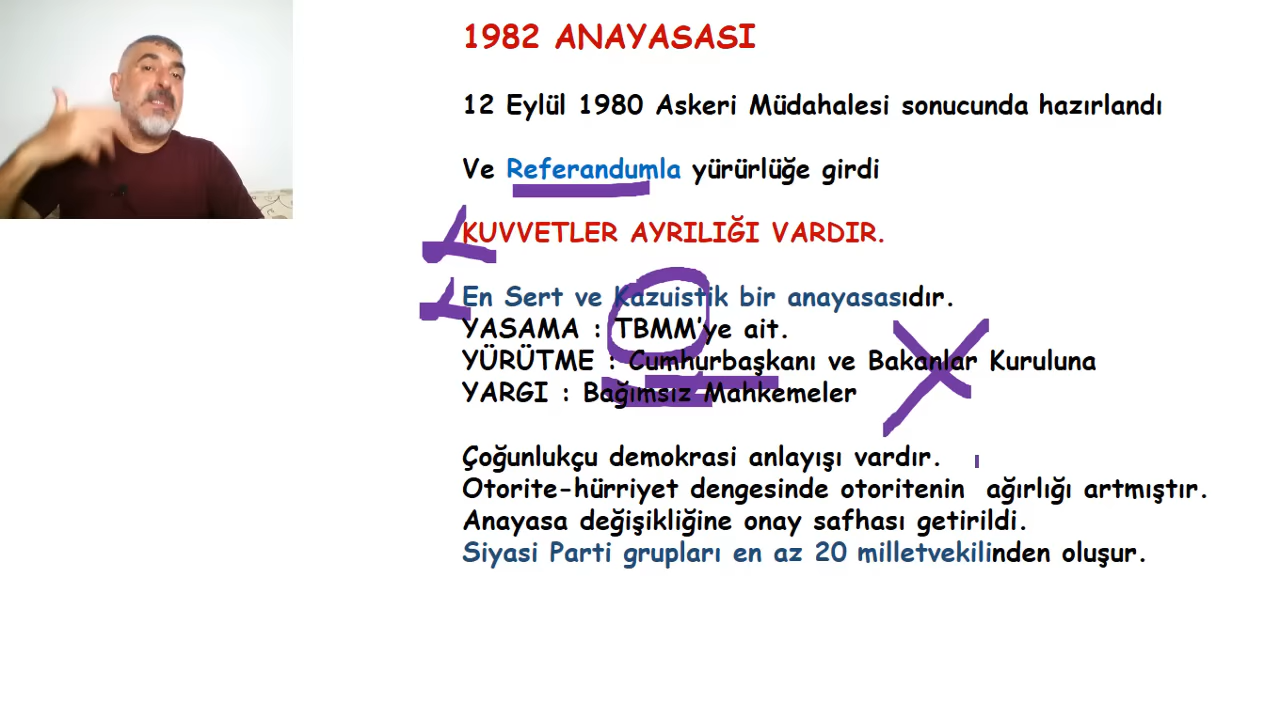 1982 ANAYASASI
12 Eylül 1980 Askeri Müdahalesi sonucunda hazırlandı
Ve Referandumla yürürlüğe girdi
KUVVETLER AYRILIĞI VARDIR.
En Sert ve Kazuistik bir anayasasıdır.
YASAMA : TBMM'ye ait.
YÜRÜTME : Cumhurbaşkanı ve Bakanlar Kuruluna
YARGI : Bağımsız Mahkemeler
Çoğunlukçu demokrasi anlayışı vardır.
Otorite-hürriyet dengesinde otoritenin ağırlığı artmıştır.
Anayasa değişikliğine onay safhası getirildi.
Siyasi Parti grupları en az 20 milletvekilinden oluşur.